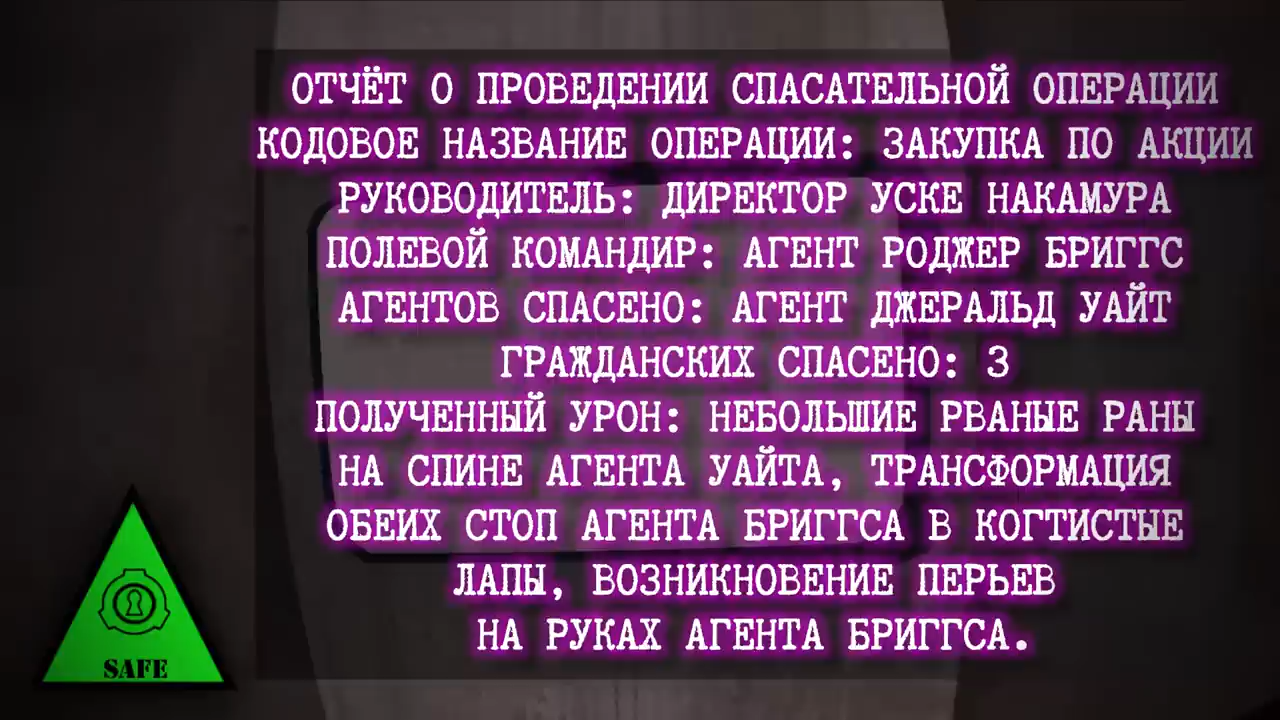 ОТЧЁТ О ПРОВЕДЕНИИ СПАСАТЕЛЬНОЙ ОПЕРАЦИИ
КОДОВОЕ НАЗВАНИЕ ОПЕРАЦИИ: ЗАКУПКА ПО АКЦИИ
РУКОВОДИТЕЛЬ: ДИРЕКТОР УСКЕ НАКАМУРА
ПОЛЕВОЙ КОМАНДИР: АГЕНТ РОДЖЕР БРИГГС
АГЕНТОВ СПАСЕНО: АГЕНТ ДЖЕРАЛЬД УАЙТ
ГРАЖДАНСКИХ СПАСЕНО: 3
ПОЛУЧЕННЫЙ УРОН: НЕБОЛЬШИЕ РВАНЫЕ РАНЫ
НА СПИНЕ АГЕНТА УАЙТА, ТРАНСФОРМАЦИЯ
ОБЕИХ СТОП АГЕНТА БРИГГСА В КОГТИСТЫЕ
ЛАПЫ, ВОЗНИКНОВЕНИЕ ПЕРЬЕВ
НА РУКАХ АГЕНТА БРИГГСА.
SAFE